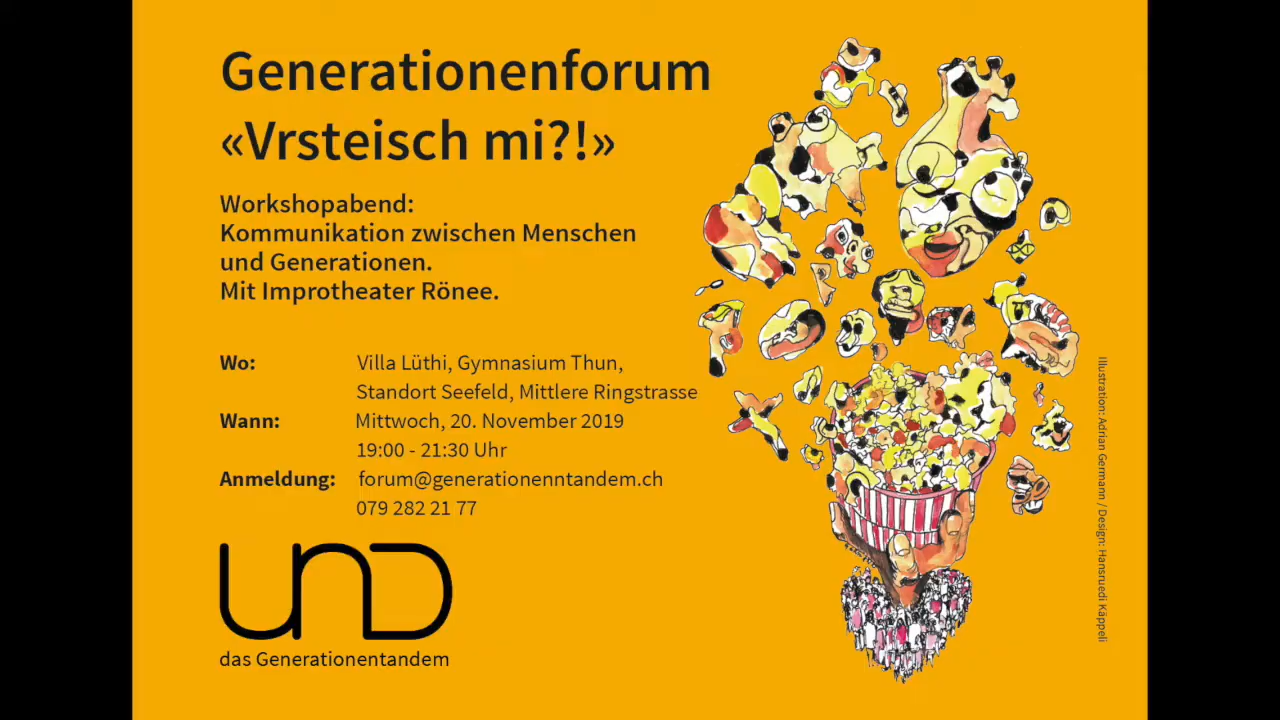 Generationenforum
«Vrsteisch mi?!»
Workshopabend:
Kommunikation zwischen Menschen
und Generationen.
Mit Improtheater Rönee.
Wo: Villa Lüthi, Gymnasium Thun,
Standort Seefeld, Mittlere Ringstrasse
Wann: Mittwoch, 20. November 2019
19:00 - 21:30 Uhr
Anmeldung: forum@generationenntandem.ch
079 282 21 77
UND
das Generationentandem
Illustration: Adrian Germann / Design: Hansruedi Käppeli